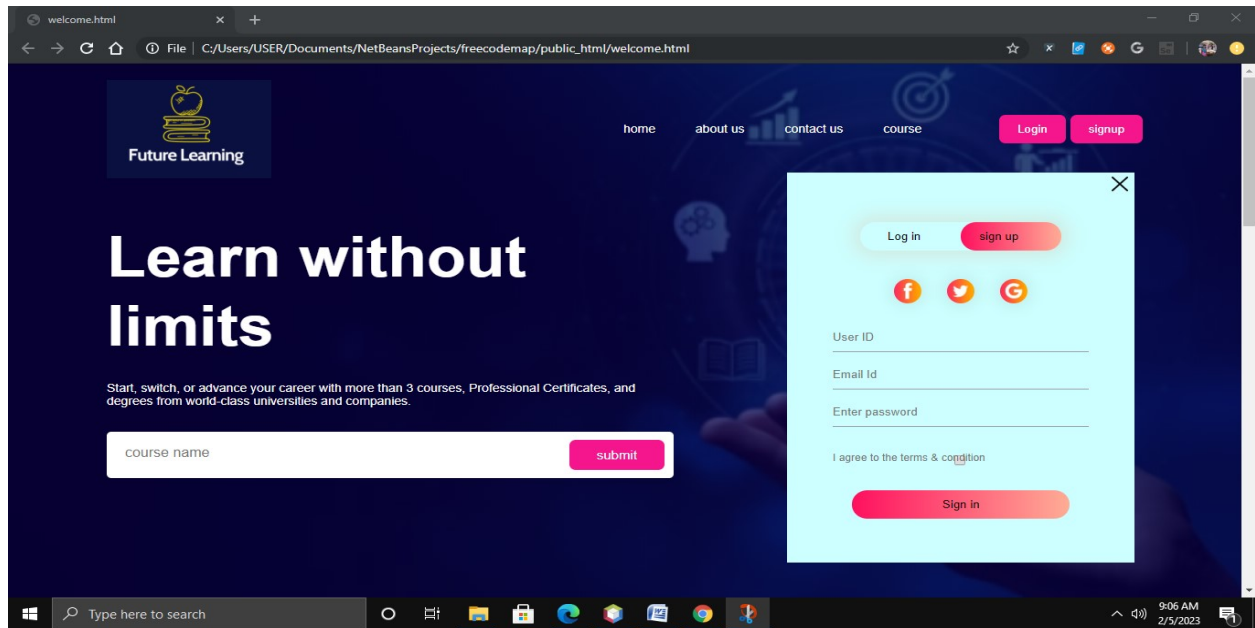 welcome.html
File | C:/Users/USER/Documents/NetBeansProjects/freecodemap/public_html/welcome.html
Future Learning
home about us contact us course Login signup
Learn without
limits
Start, switch, or advance your career with more than 3 courses, Professional Certificates, and
degrees from world-class universities and companies.
course name submit
Log in sign up
User ID
Email Id
Enter password
I agree to the terms & condition
Sign in
Type here to search
9:06 AM
2/5/2023